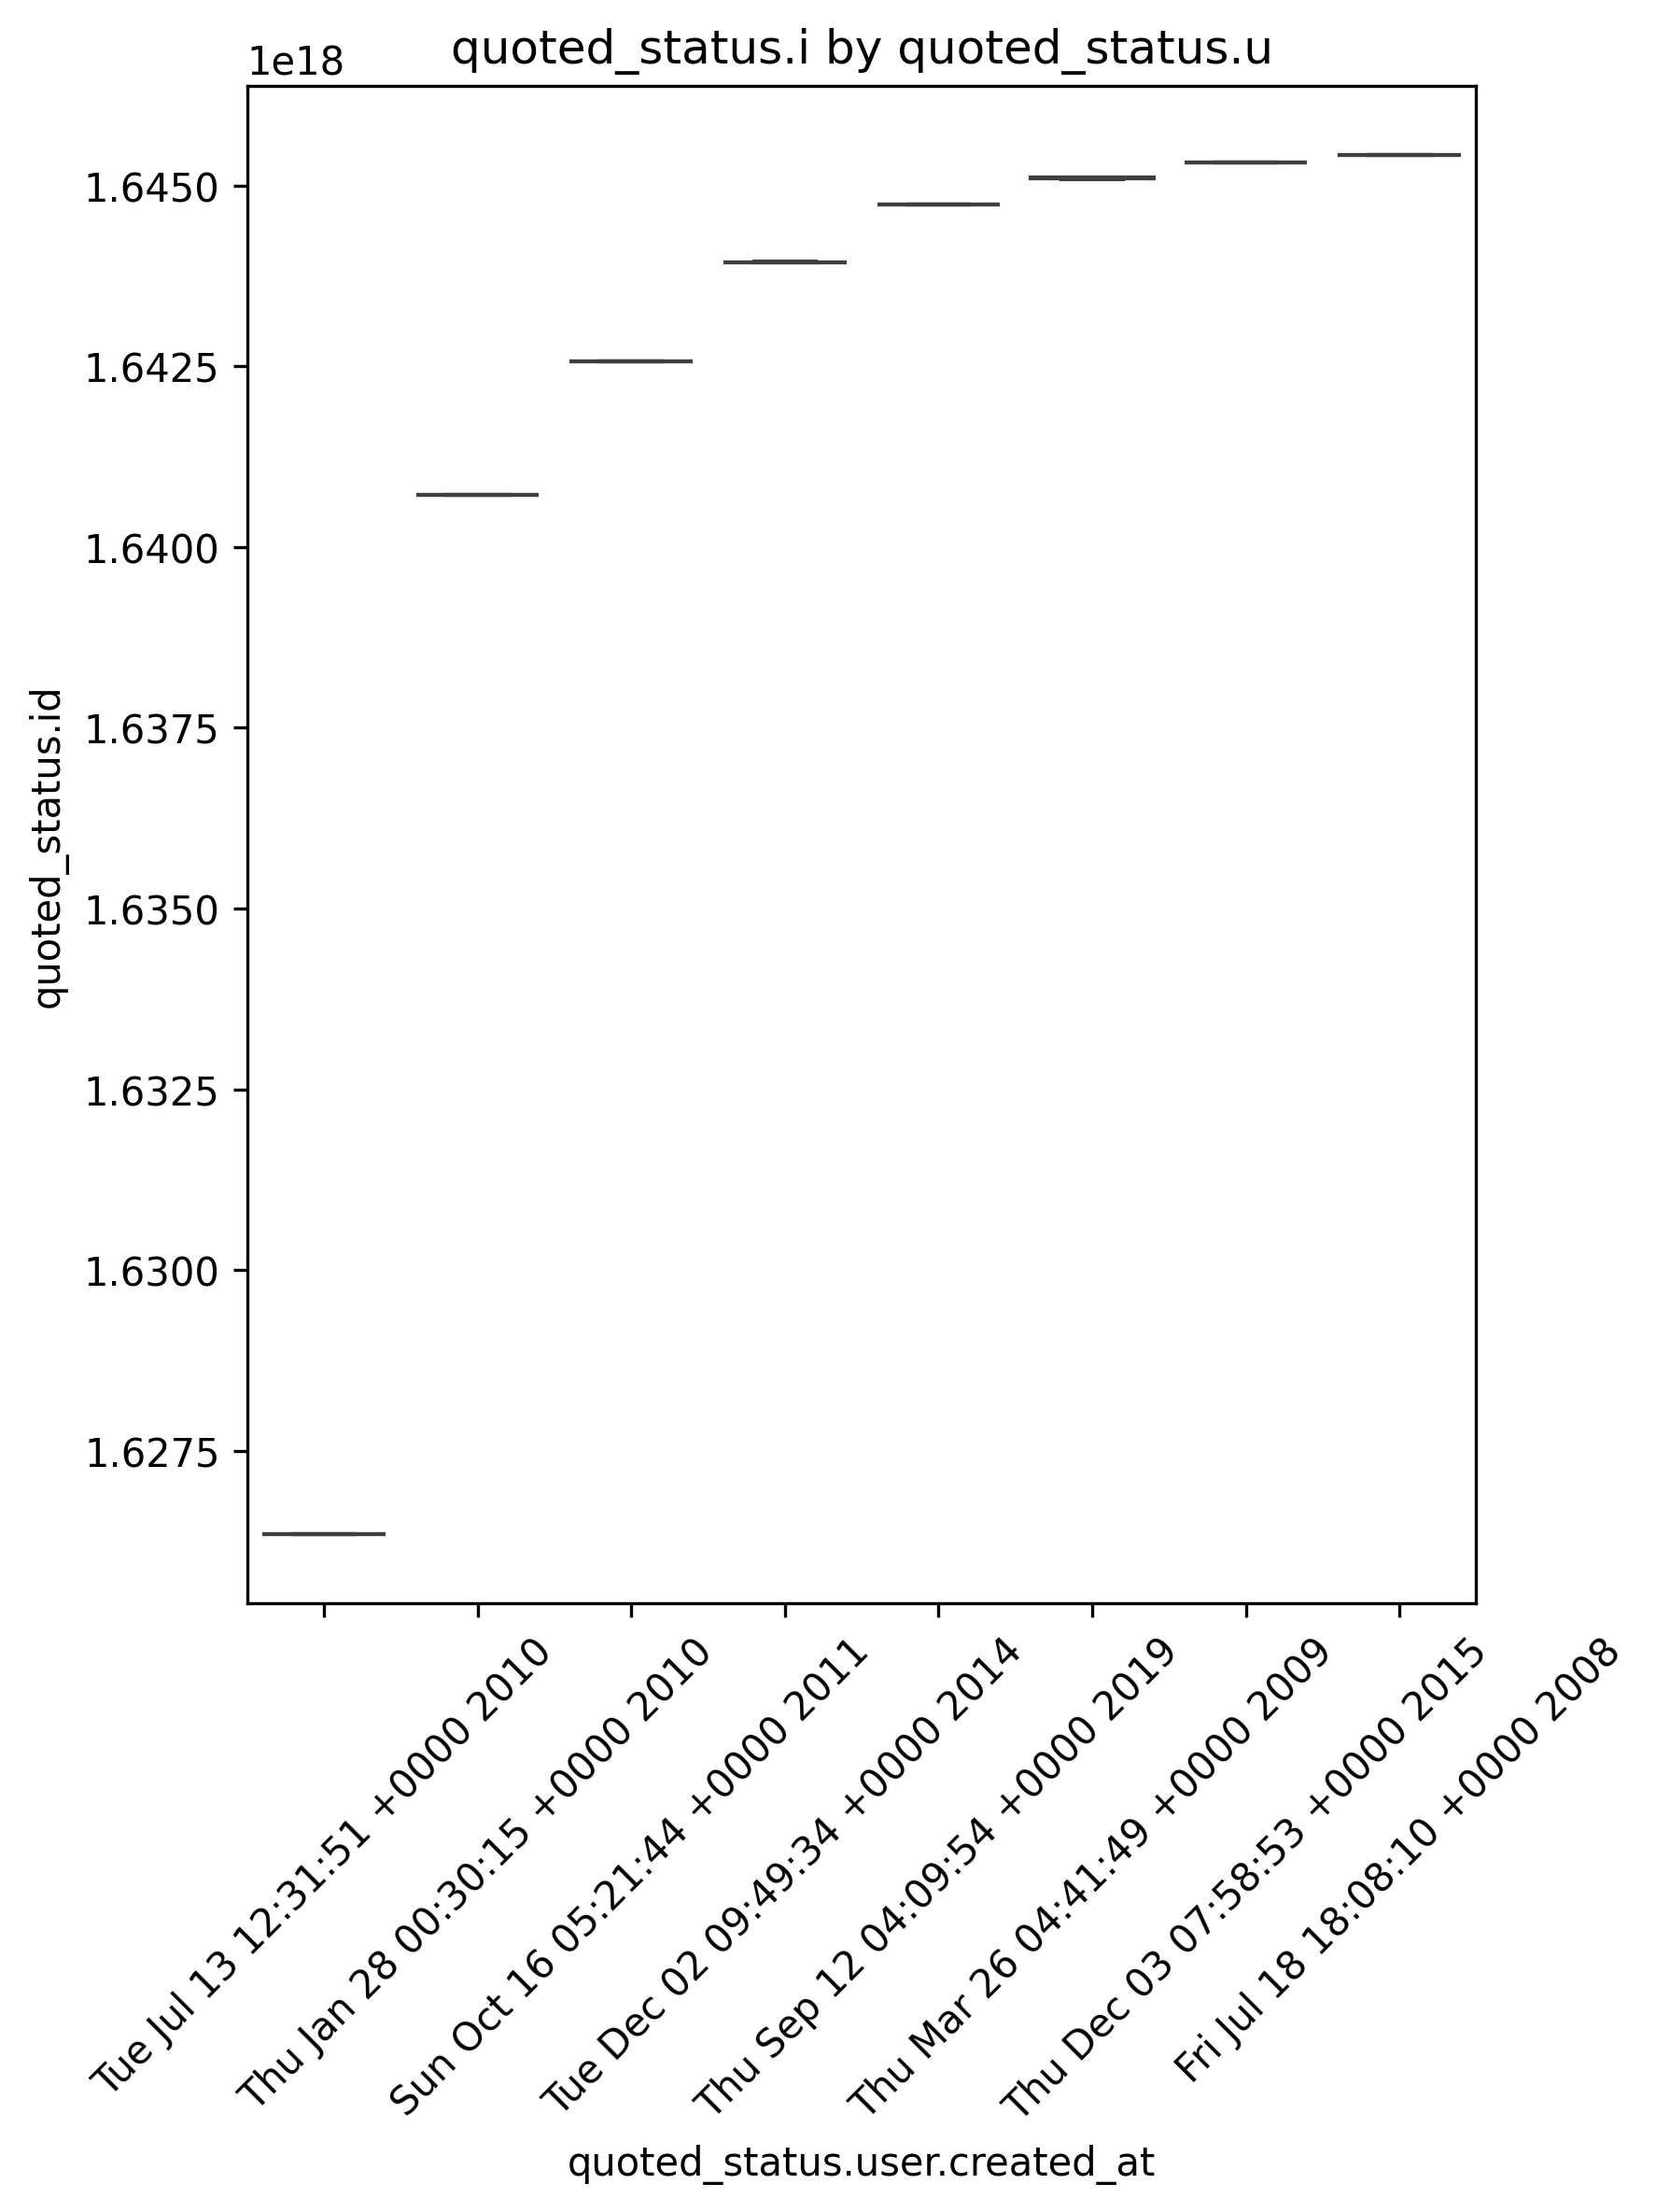 quoted_status.i by quoted_status.u
1e18
1.6450
1.6425
1.6400
1.6375
1.6350
1.6325
1.6300
1.6275
quoted_status.id
Tue Jul 13 12:31:51 +0000 2010
Thu Jan 28 00:30:15 +0000 2010
Sun Oct 16 05:21:44 +0000 2011
Tue Dec 02 09:49:34 +0000 2014
Thu Sep 12 04:09:54 +0000 2019
Thu Mar 26 04:41:49 +0000 2009
Thu Dec 03 07:58:53 +0000 2015
Fri Jul 18 18:08:10 +0000 2008
quoted_status.user.created_at